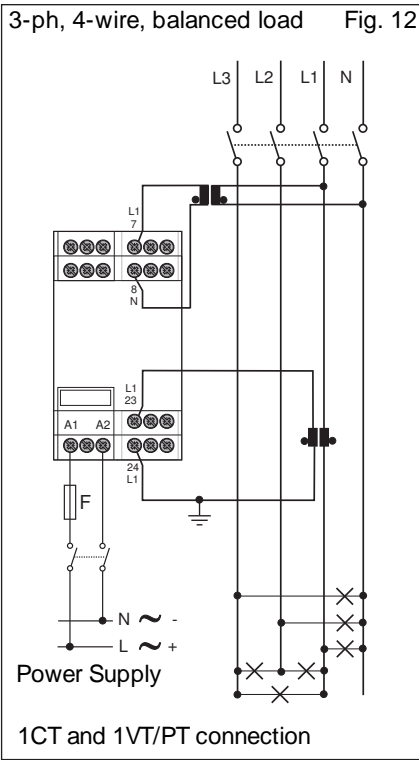 3-ph, 4-wire, balanced load Fig. 12
L3 L2 L1 N
L1
7
8
N
L1
23
A1 A2
24
L1
F
N ~ -
L ~ +
Power Supply
1CT and 1VT/PT connection